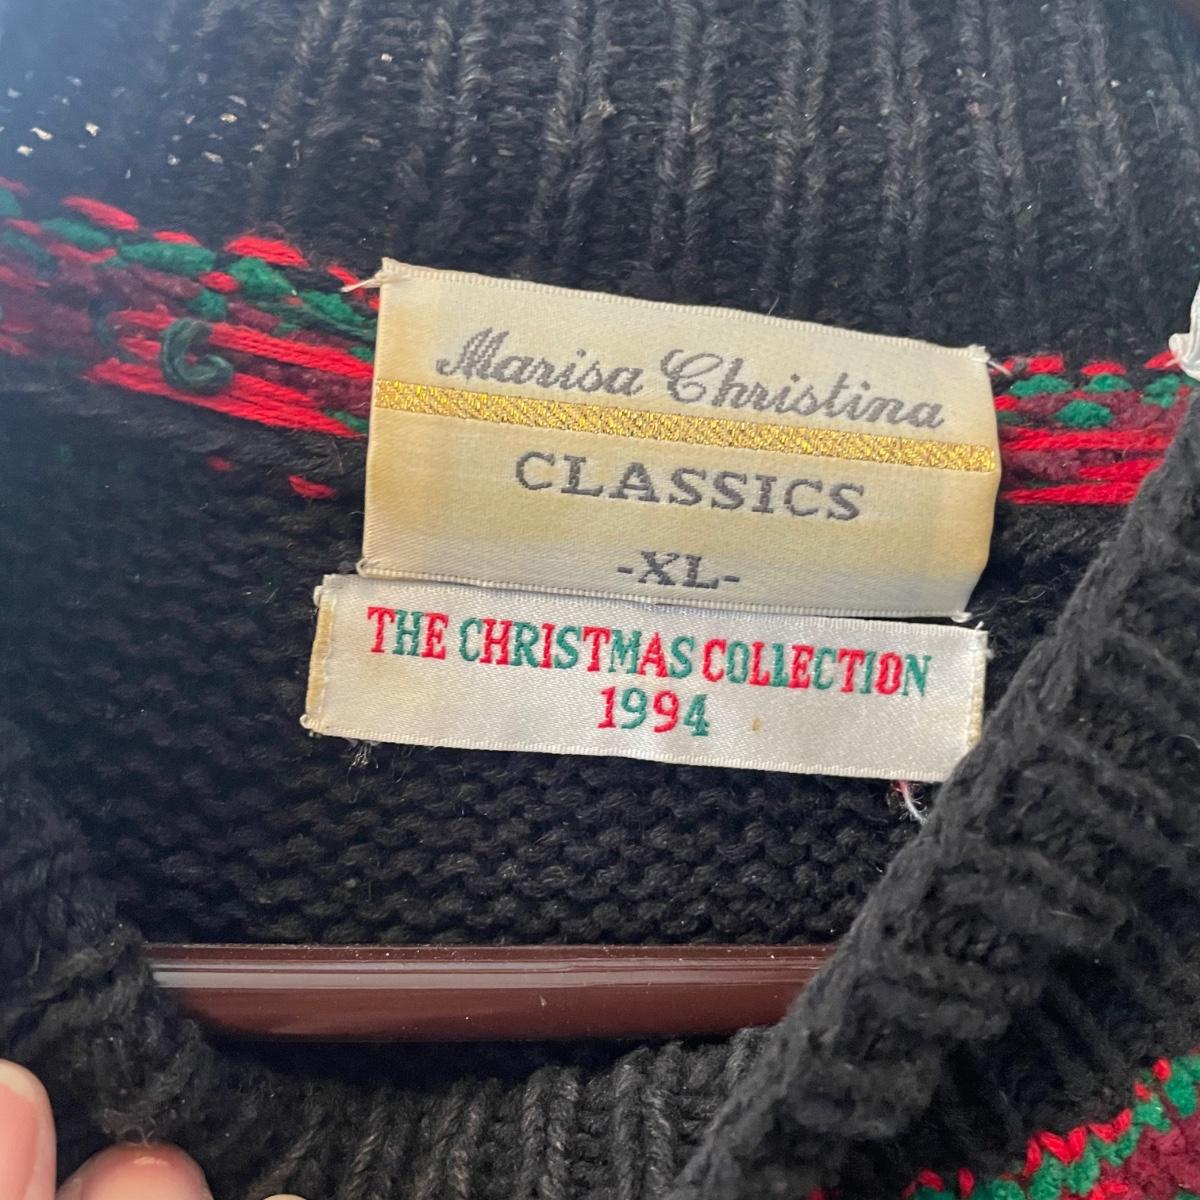 Marisa Christina
CLASSICS
-XL-
THE CHRISTMAS COLLECTION
1994